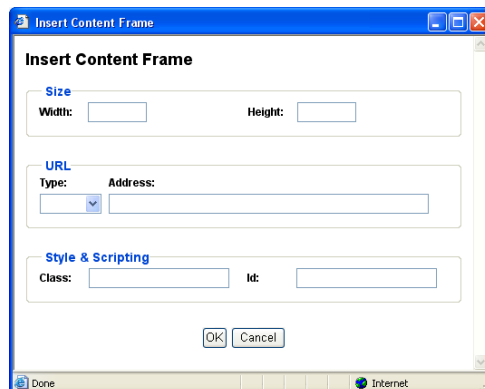 Insert Content Frame
Insert Content Frame
Size
Width: Height:
URL
Type: Address:
Style & Scripting
Class: Id:
OK Cancel
Done Internet